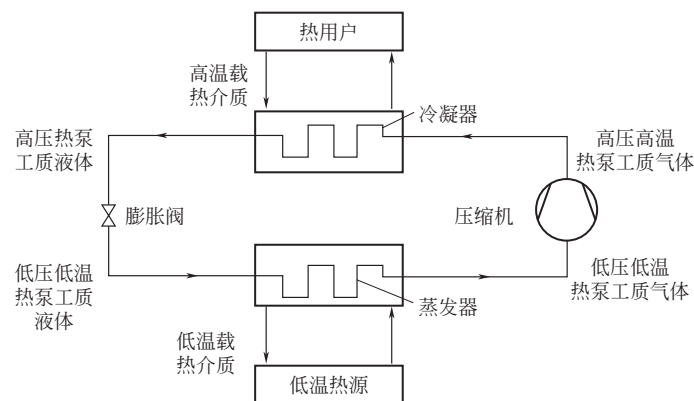 热用户
高温载
热介质
冷凝器
高压热泵
工质液体
高压高温
热泵工质气体
膨胀阀
压缩机
低压低温
热泵工质
液体
低压低温
热泵工质气体
蒸发器
低温载
热介质
低温热源